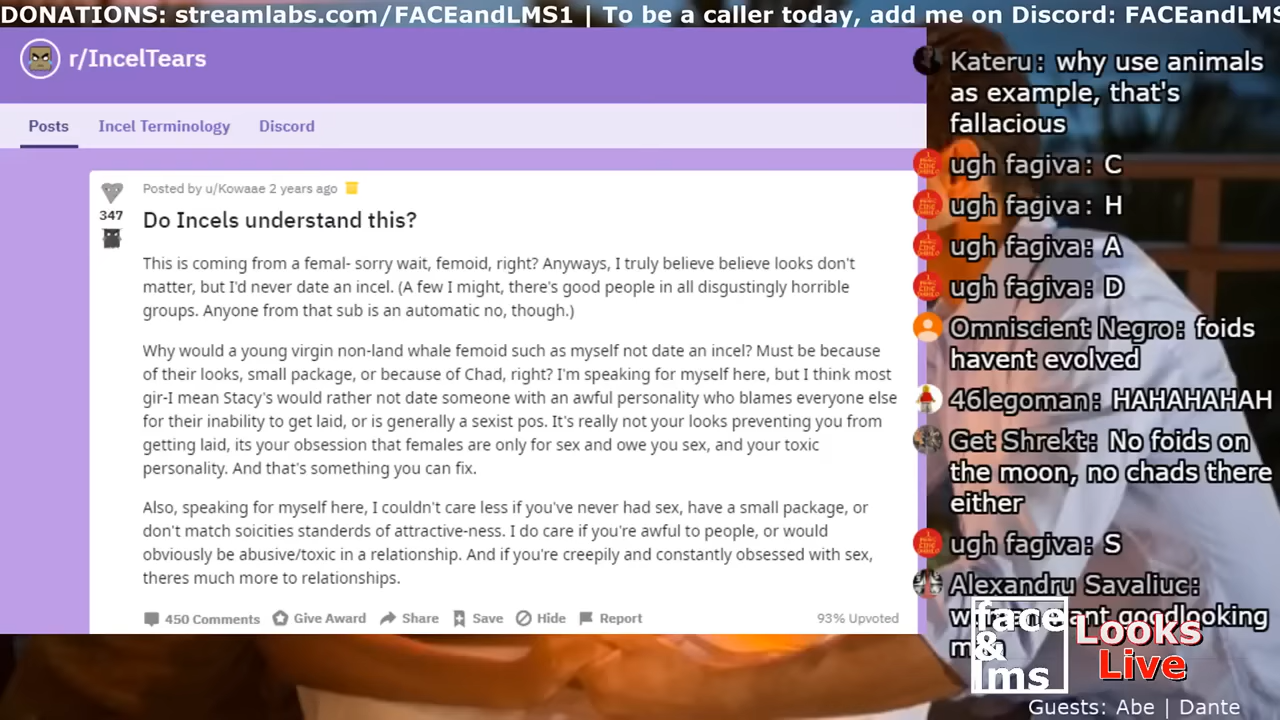 DONATIONS: streamlabs.com/FACEandLMS1 | To be a caller today, add me on Discord: FACEandLMS
r/IncelTears
Posts
Incel Terminology
Discord
Posted by u/Kowaae 2 years ago
347
Do Incels understand this?
This is coming from a femal- sorry wait, femoid, right? Anyways, I truly believe believe looks don't
matter, but I'd never date an incel. (A few I might, there's good people in all disgustingly horrible
groups. Anyone from that sub is an automatic no, though.)
Why would a young virgin non-land whale femoid such as myself not date an incel? Must be because
of their looks, small package, or because of Chad, right? I'm speaking for myself here, but I think most
gir-I mean Stacy's would rather not date someone with an awful personality who blames everyone else
for their inability to get laid, or is generally a sexist pos. It's really not your looks preventing you from
getting laid, its your obsession that females are only for sex and owe you sex, and your toxic
personality. And that's something you can fix.
Also, speaking for myself here, I couldn't care less if you've never had sex, have a small package, or
don't match soicities standerds of attractive-ness. I do care if you're awful to people, or would
obviously be abusive/toxic in a relationship. And if you're creepily and constantly obsessed with sex,
theres much more to relationships.
450 Comments
Give Award
Share
Save
Hide
Report
93% Upvoted
Kateru: why use animals
as example, that's
fallacious
ugh fagiva: C
ugh fagiva: H
ugh fagiva: A
ugh fagiva: D
Omniscient Negro: foids
havent evolved
46legoman: HAHAHAHAH
Get Shrekt: No foids on
the moon, no chads there
either
ugh fagiva: S
Alexandru Savaliuc:
goodlooking
face
&
ms
Looks
Live
Guests: Abe | Dante